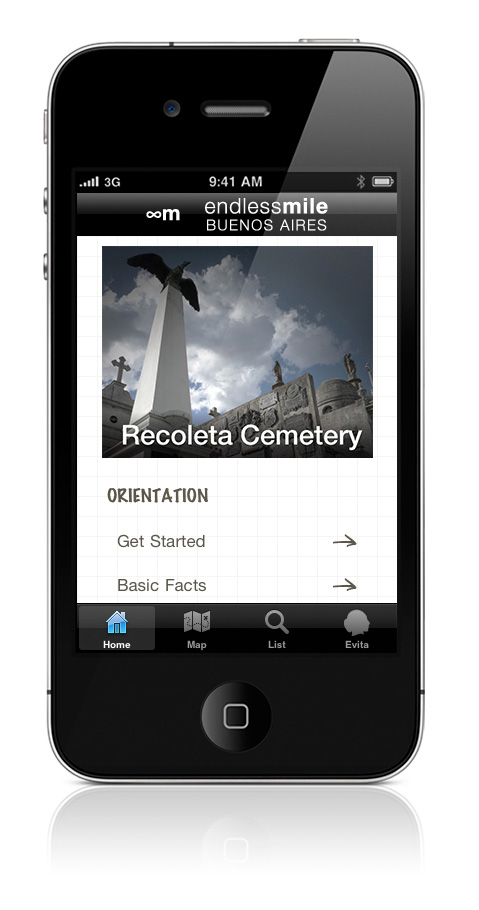 3G 9:41 AM
∞m endlessmile
BUENOS AIRES
Recoleta Cemetery
ORIENTATION
Get Started
Basic Facts
Home Map List Evita